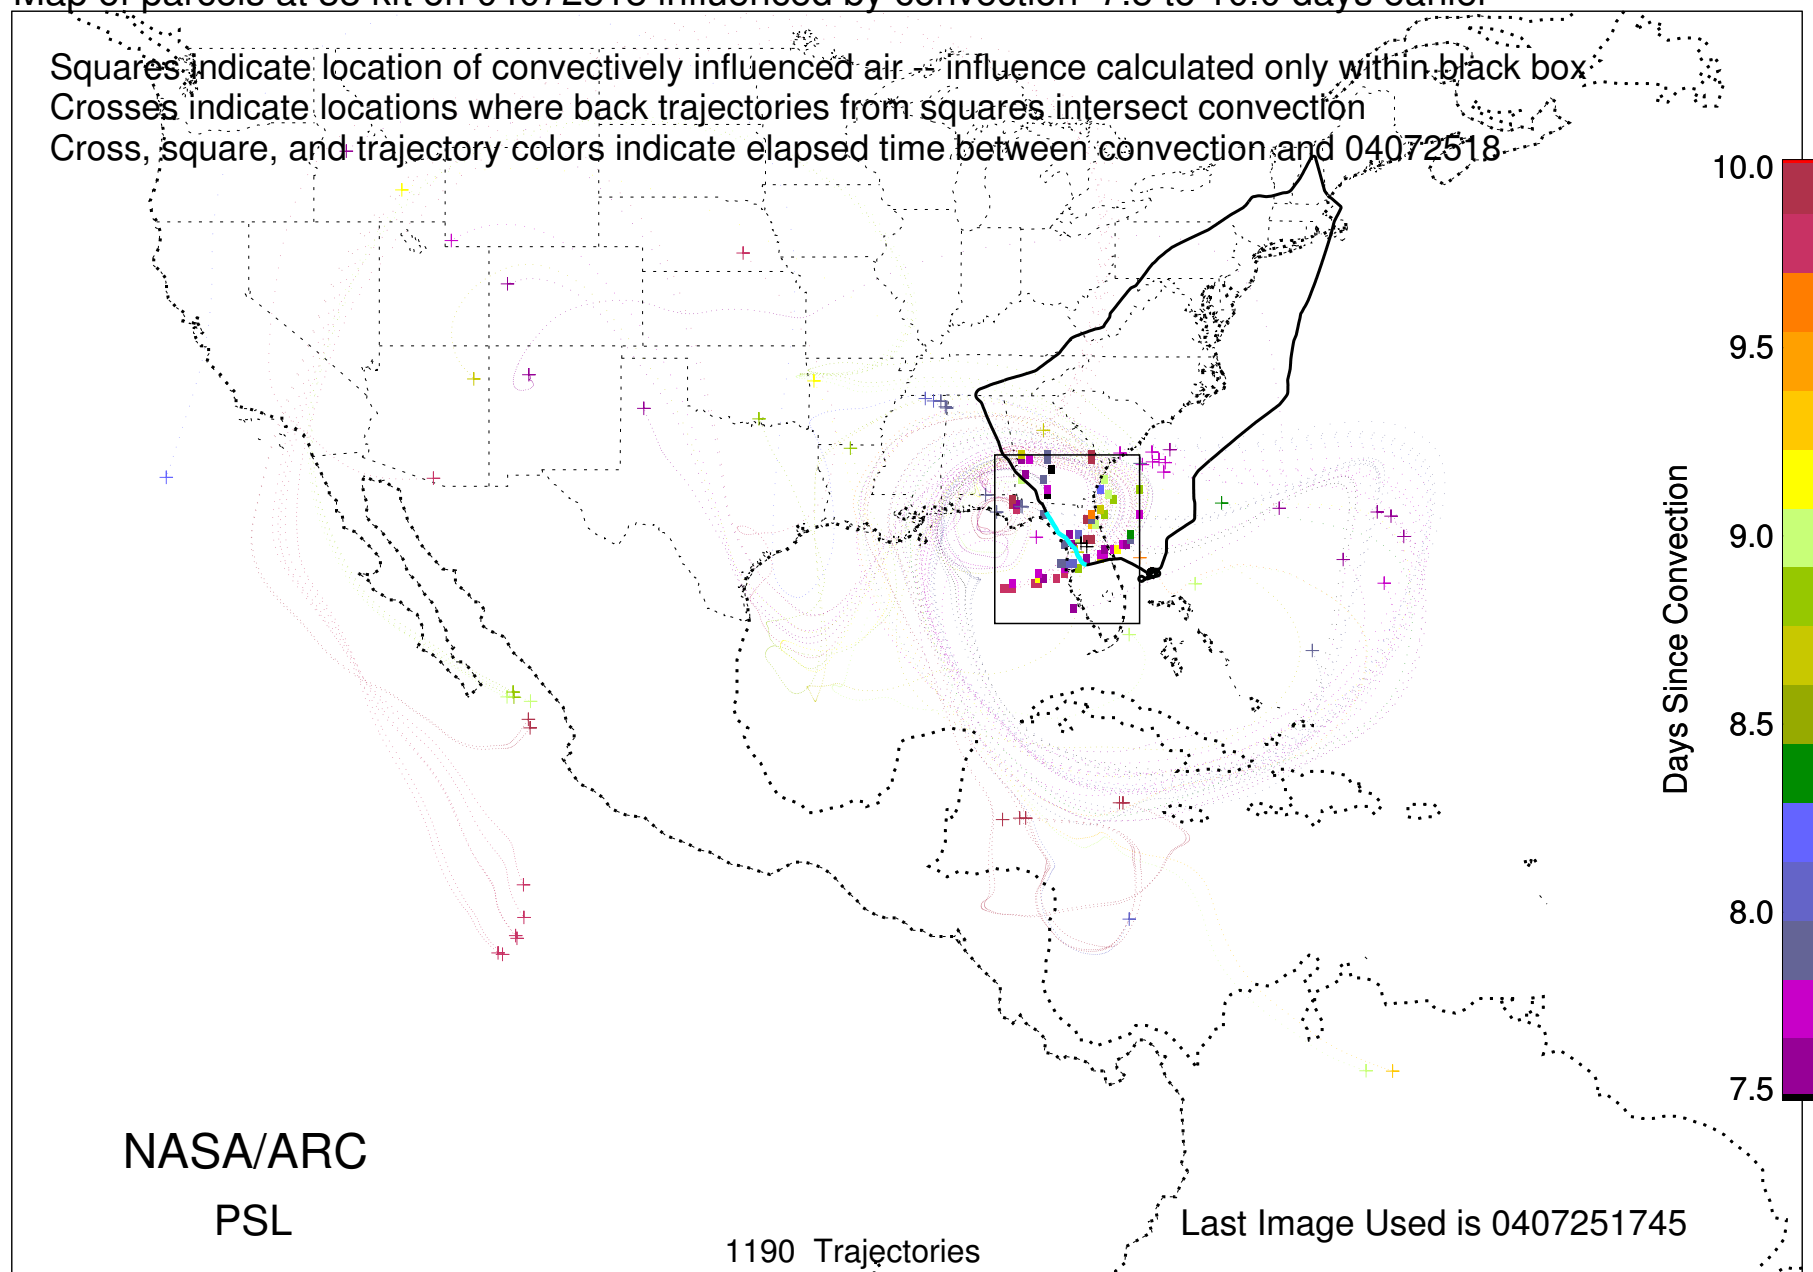 Squares indicate location of convectively influenced air -- influence calculated only within black box
Crosses indicate locations where back trajectories from squares intersect convection
Cross, square, and trajectory colors indicate elapsed time between convection and 04072518
10.0
9.5
9.0
8.5
8.0
7.5
Days Since Convection
NASA/ARC
PSL
1190 Trajectories
Last Image Used is 0407251745